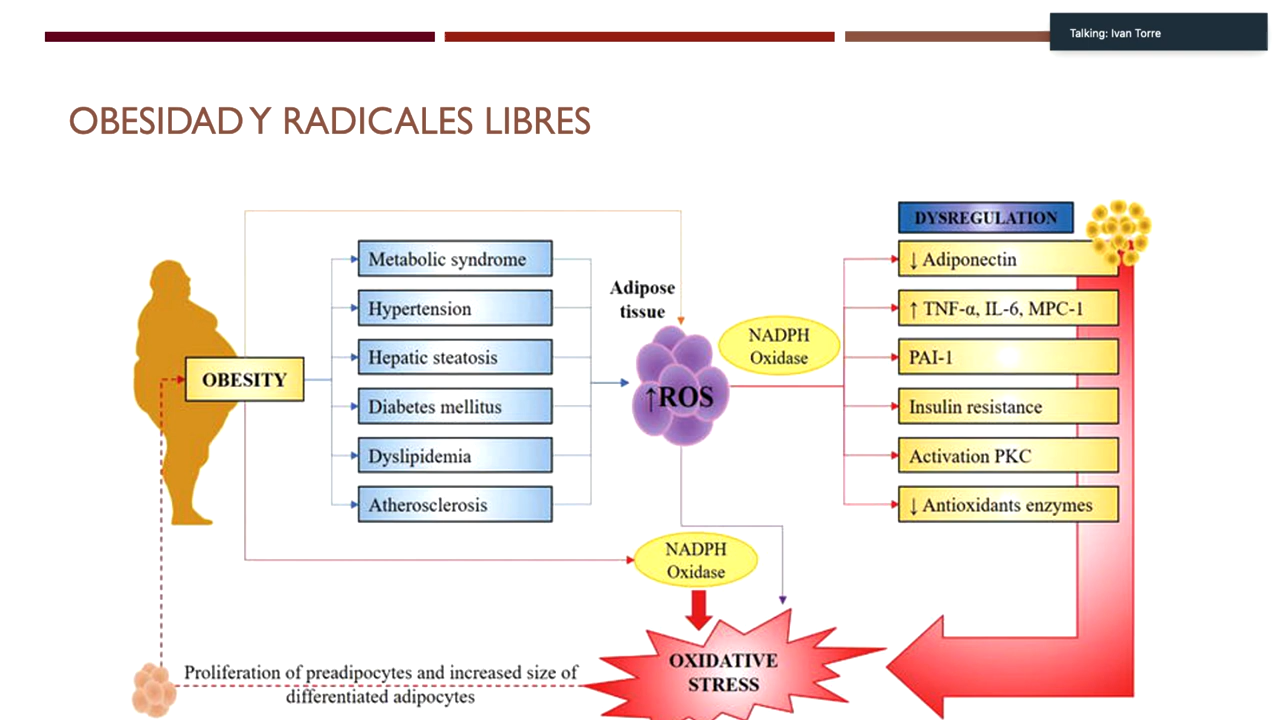 Talking: Ivan Torre
OBESIDAD Y RADICALES LIBRES
OBESITY
Metabolic syndrome
Hypertension
Hepatic steatosis
Diabetes mellitus
Dyslipidemia
Atherosclerosis
Adipose
tissue
↑ROS
NADPH
Oxidase
DYSREGULATION
↓ Adiponectin
↑ TNF-α, IL-6, MPC-1
PAI-1
Insulin resistance
Activation PKC
↓ Antioxidants enzymes
NADPH
Oxidase
OXIDATIVE
STRESS
Proliferation of preadipocytes and increased size of
differentiated adipocytes